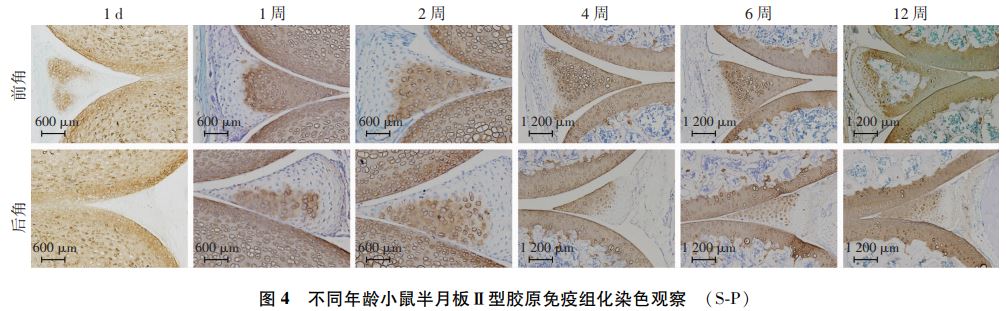 1 d 1 周 2 周 4 周 6 周 12 周
前角
600 μm 600 μm 600 μm 1 200 μm 1 200 μm 1 200 μm
后角
600 μm 600 μm 600 μm 1 200 μm 1 200 μm 1 200 μm
图 4 不同年龄小鼠半月板 Ⅱ 型胶原免疫组化染色观察 （S-P）